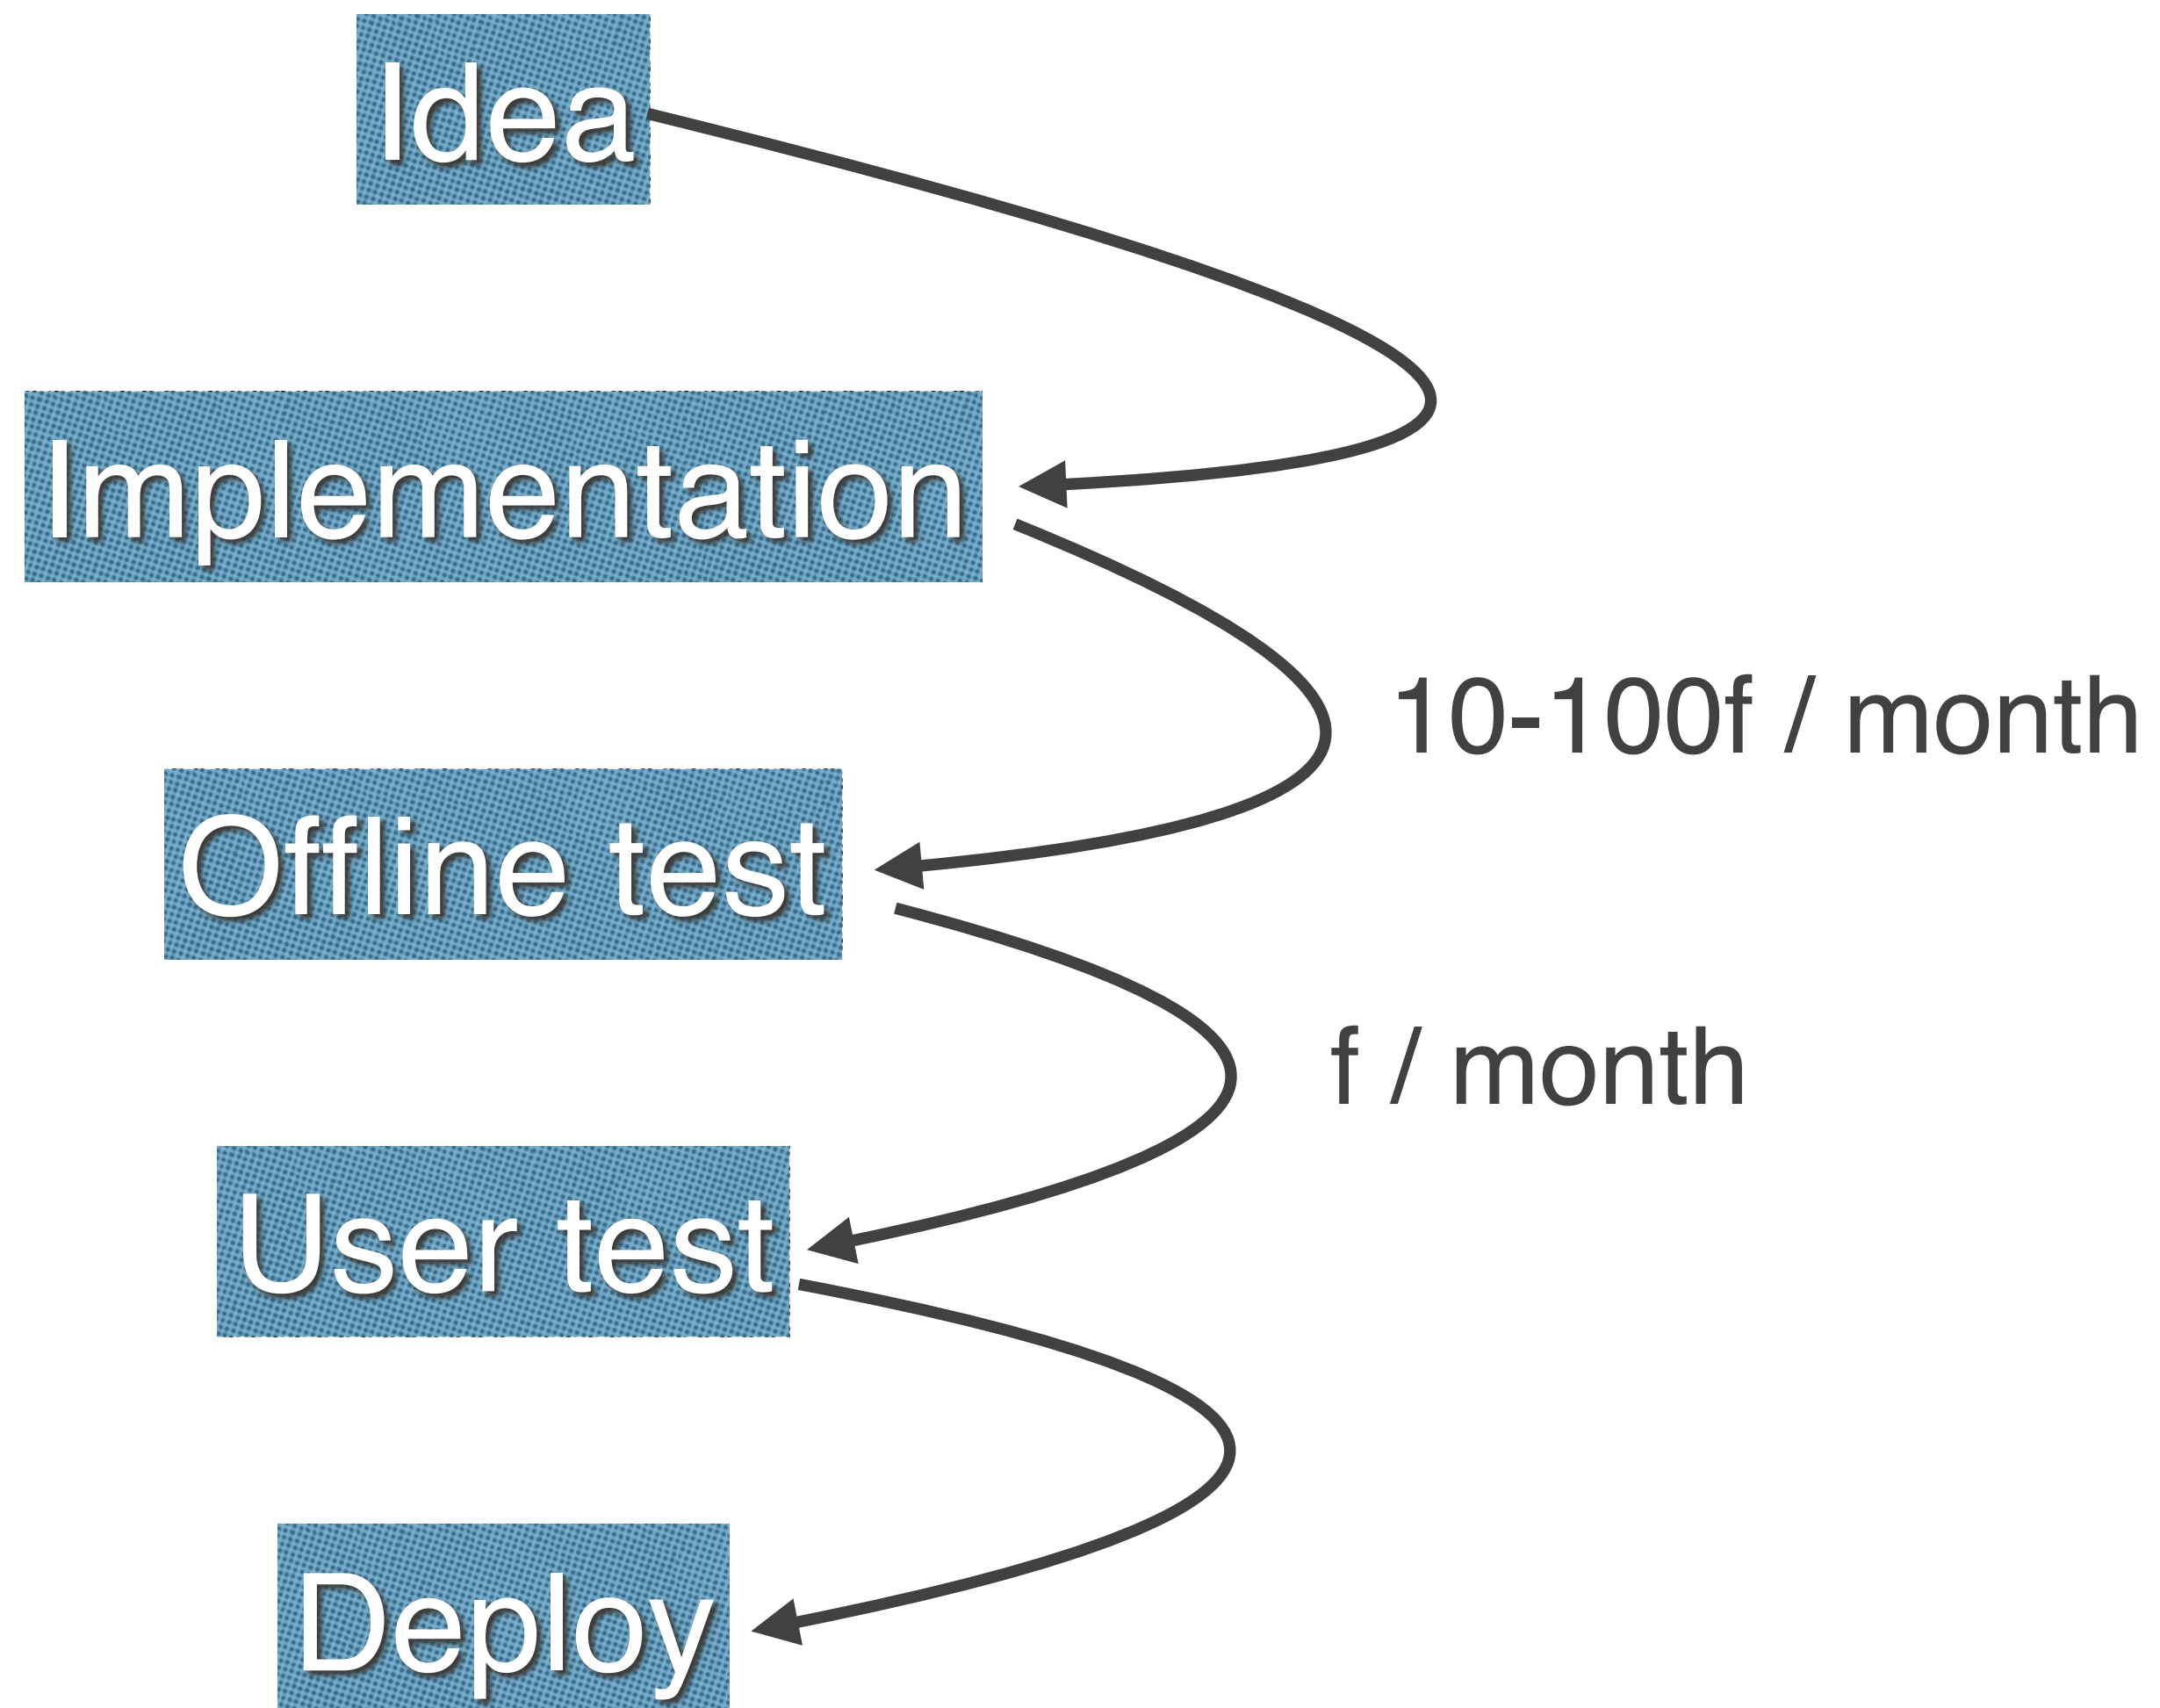 Idea
Implementation
10-100f / month
Offline test
f / month
User test
Deploy